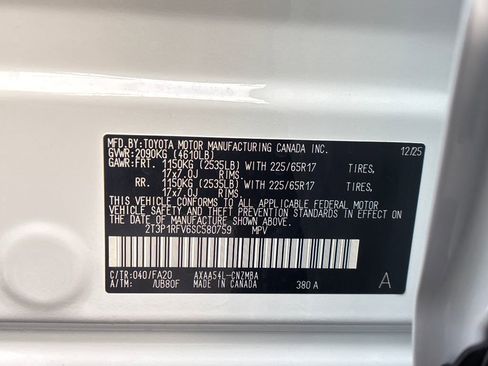 MFD.BY:TOYOTA MOTOR MANUFACTURING CANADA INC. 12/25
GVWR:2090KG (4610LB)
GAWR:FRT. 1150KG (2535LB) WITH 225/65R17 TIRES,
17x7.0J RIMS.
RR. 1150KG (2535LB) WITH 225/65R17 TIRES,
17x7.0J RIMS.
THIS VEHICLE CONFORMS TO ALL APPLICABLE FEDERAL MOTOR
VEHICLE SAFETY AND THEFT PREVENTION STANDARDS IN EFFECT ON
THE DATE OF MANUFACTURE SHOWN ABOVE.
2T3P1RFV6SC580759 MPV
C/TR:040/FA20 AXAA54L-CNZMBA
A/TM: /UB80F MADE IN CANADA 380 A A